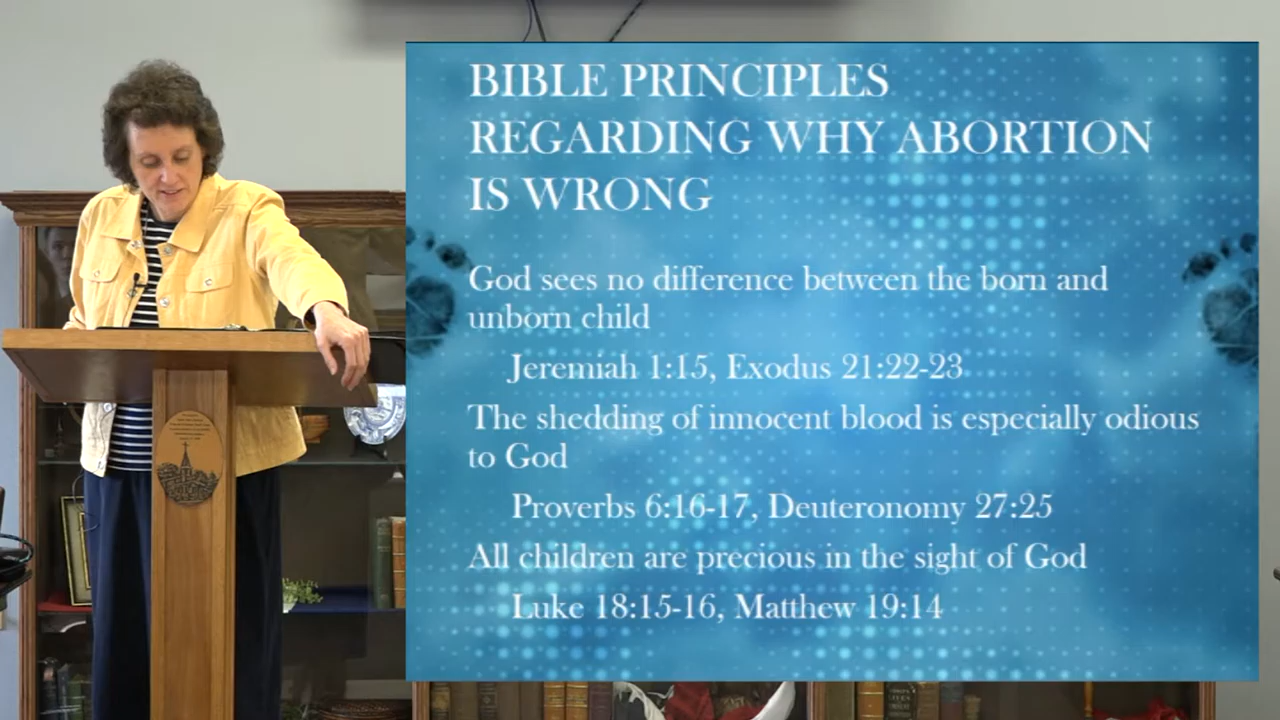 BIBLE PRINCIPLES
REGARDING WHY ABORTION
IS WRONG
God sees no difference between the born and
unborn child
Jeremiah 1:15, Exodus 21:22-23
The shedding of innocent blood is especially odious
to God
Proverbs 6:16-17, Deuteronomy 27:25
All children are precious in the sight of God
Luke 18:15-16, Matthew 19:14